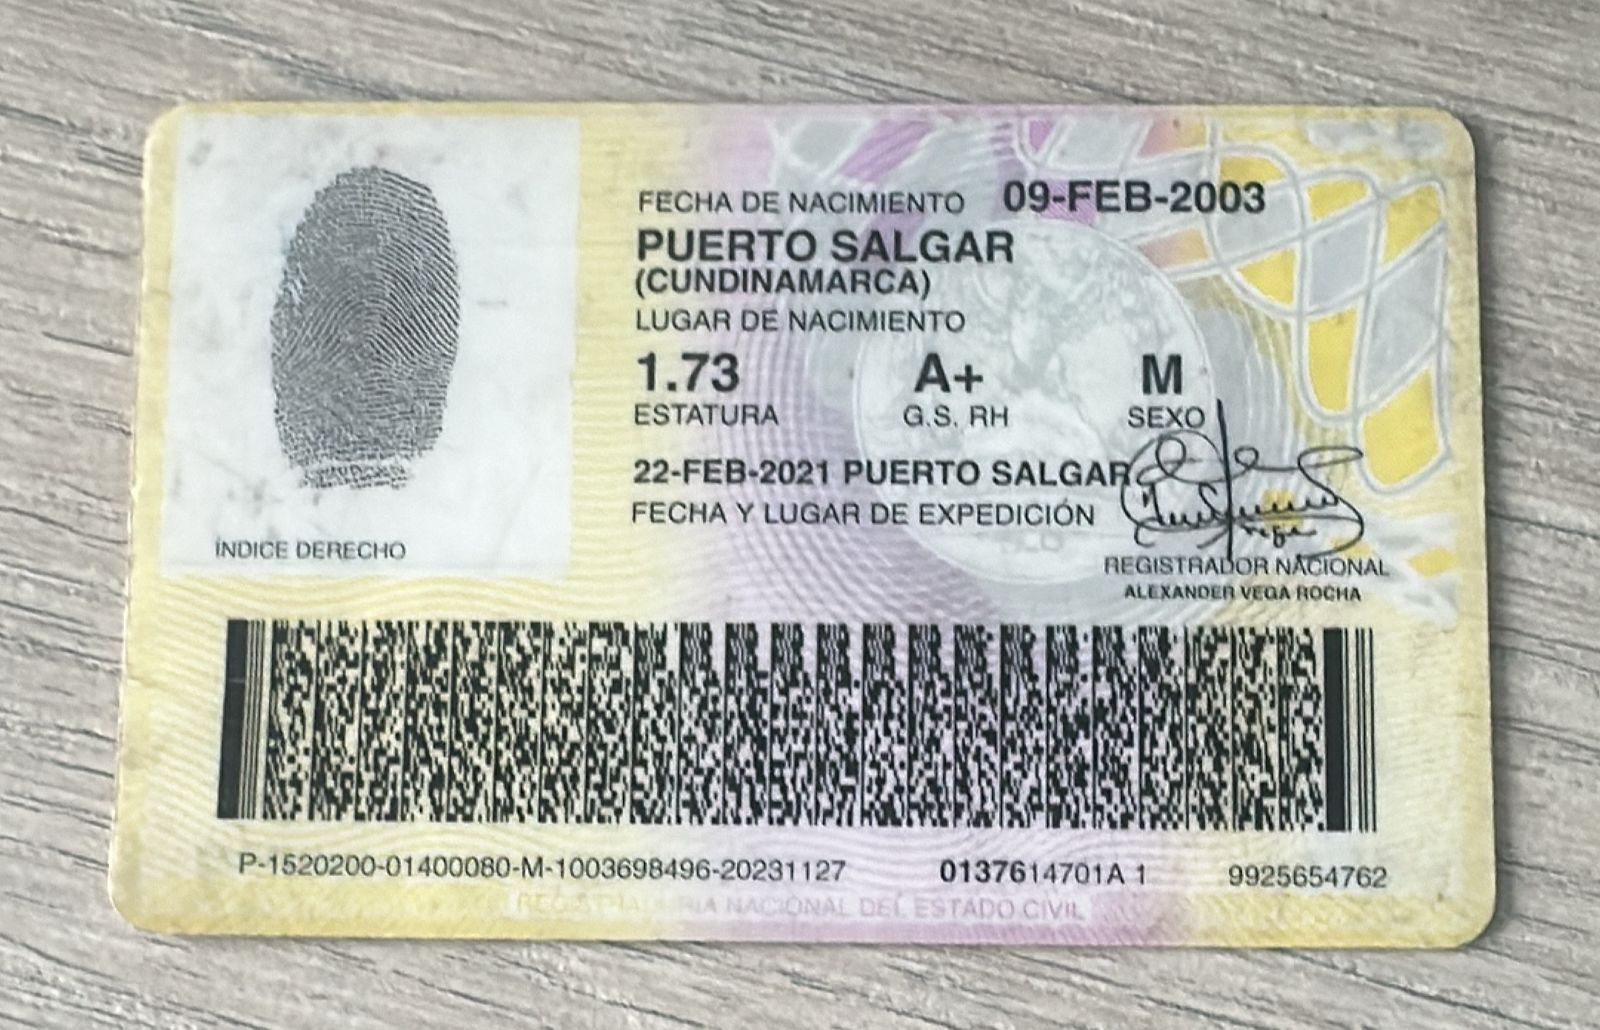 FECHA DE NACIMIENTO 09-FEB-2003
PUERTO SALGAR
(CUNDINAMARCA)
LUGAR DE NACIMIENTO
1.73 A+ M
ESTATURA G.S. RH SEXO
22-FEB-2021 PUERTO SALGAR
FECHA Y LUGAR DE EXPEDICIÓN
ÍNDICE DERECHO
REGISTRADOR NACIONAL
ALEXANDER VEGA ROCHA
P-1520200-01400080-M-1003698496-20231127 0137614701A 1 9925654762
REGISTRADURIA NACIONAL DEL ESTADO CIVIL